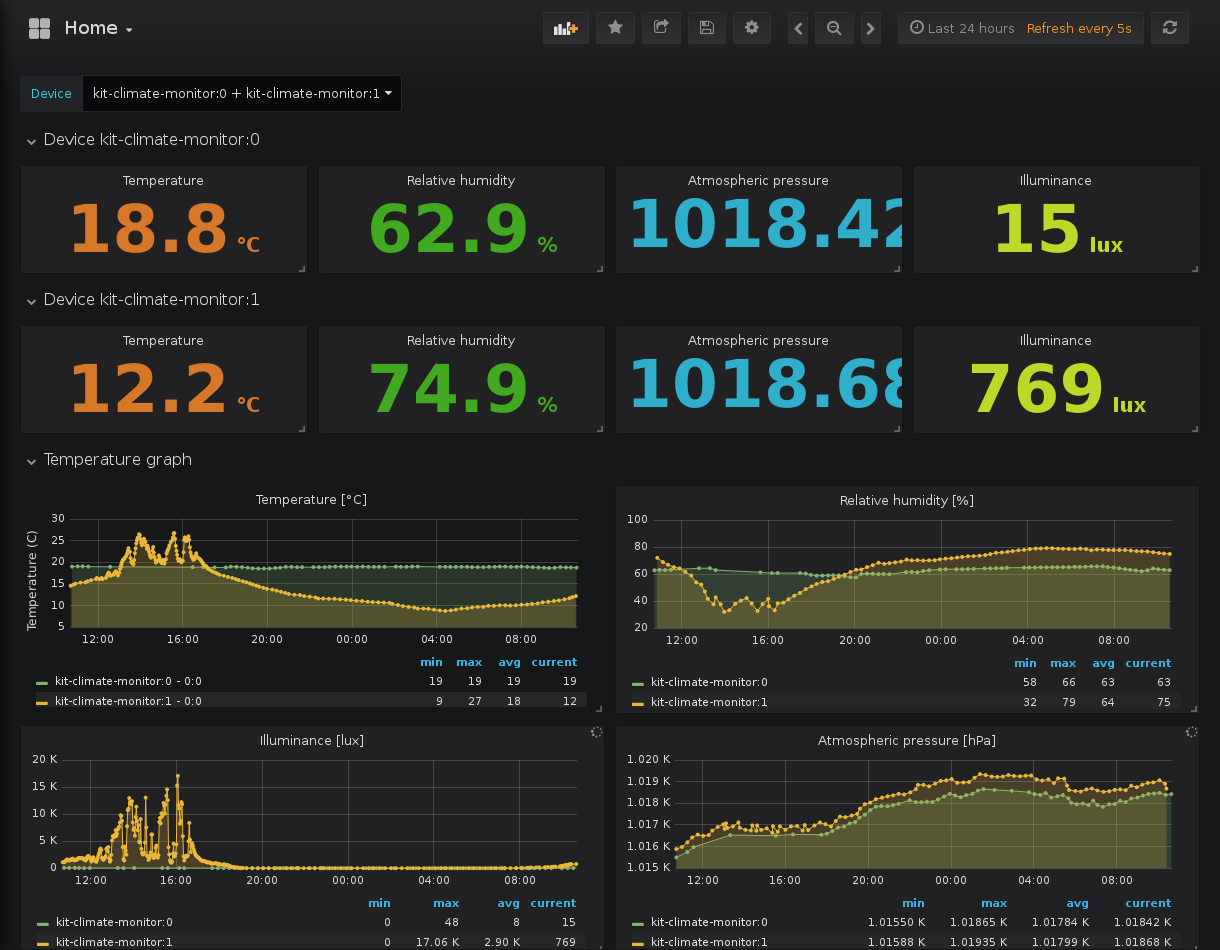 Home
Last 24 hours Refresh every 5s
Device kit-climate-monitor:0 + kit-climate-monitor:1
Device kit-climate-monitor:0
Temperature
18.8 °C
Relative humidity
62.9 %
Atmospheric pressure
1018.42
Illuminance
15 lux
Device kit-climate-monitor:1
Temperature
12.2 °C
Relative humidity
74.9 %
Atmospheric pressure
1018.68
Illuminance
769 lux
Temperature graph
Temperature [°C]
Temperature (C)
30
25
20
15
10
5
12:00 16:00 20:00 00:00 04:00 08:00
min max avg current
kit-climate-monitor:0 - 0:0 19 19 19 19
kit-climate-monitor:1 - 0:0 9 27 18 12
Relative humidity [%]
100
80
60
40
20
12:00 16:00 20:00 00:00 04:00 08:00
min max avg current
kit-climate-monitor:0 58 66 63 63
kit-climate-monitor:1 32 79 64 75
Illuminance [lux]
20 K
15 K
10 K
5 K
0
12:00 16:00 20:00 00:00 04:00 08:00
min max avg current
kit-climate-monitor:0 0 48 8 15
kit-climate-monitor:1 0 17.06 K 2.90 K 769
Atmospheric pressure [hPa]
1.020 K
1.019 K
1.018 K
1.017 K
1.016 K
1.015 K
12:00 16:00 20:00 00:00 04:00 08:00
min max avg current
kit-climate-monitor:0 1.01550 K 1.01865 K 1.01784 K 1.01842 K
kit-climate-monitor:1 1.01588 K 1.01935 K 1.01799 K 1.01868 K